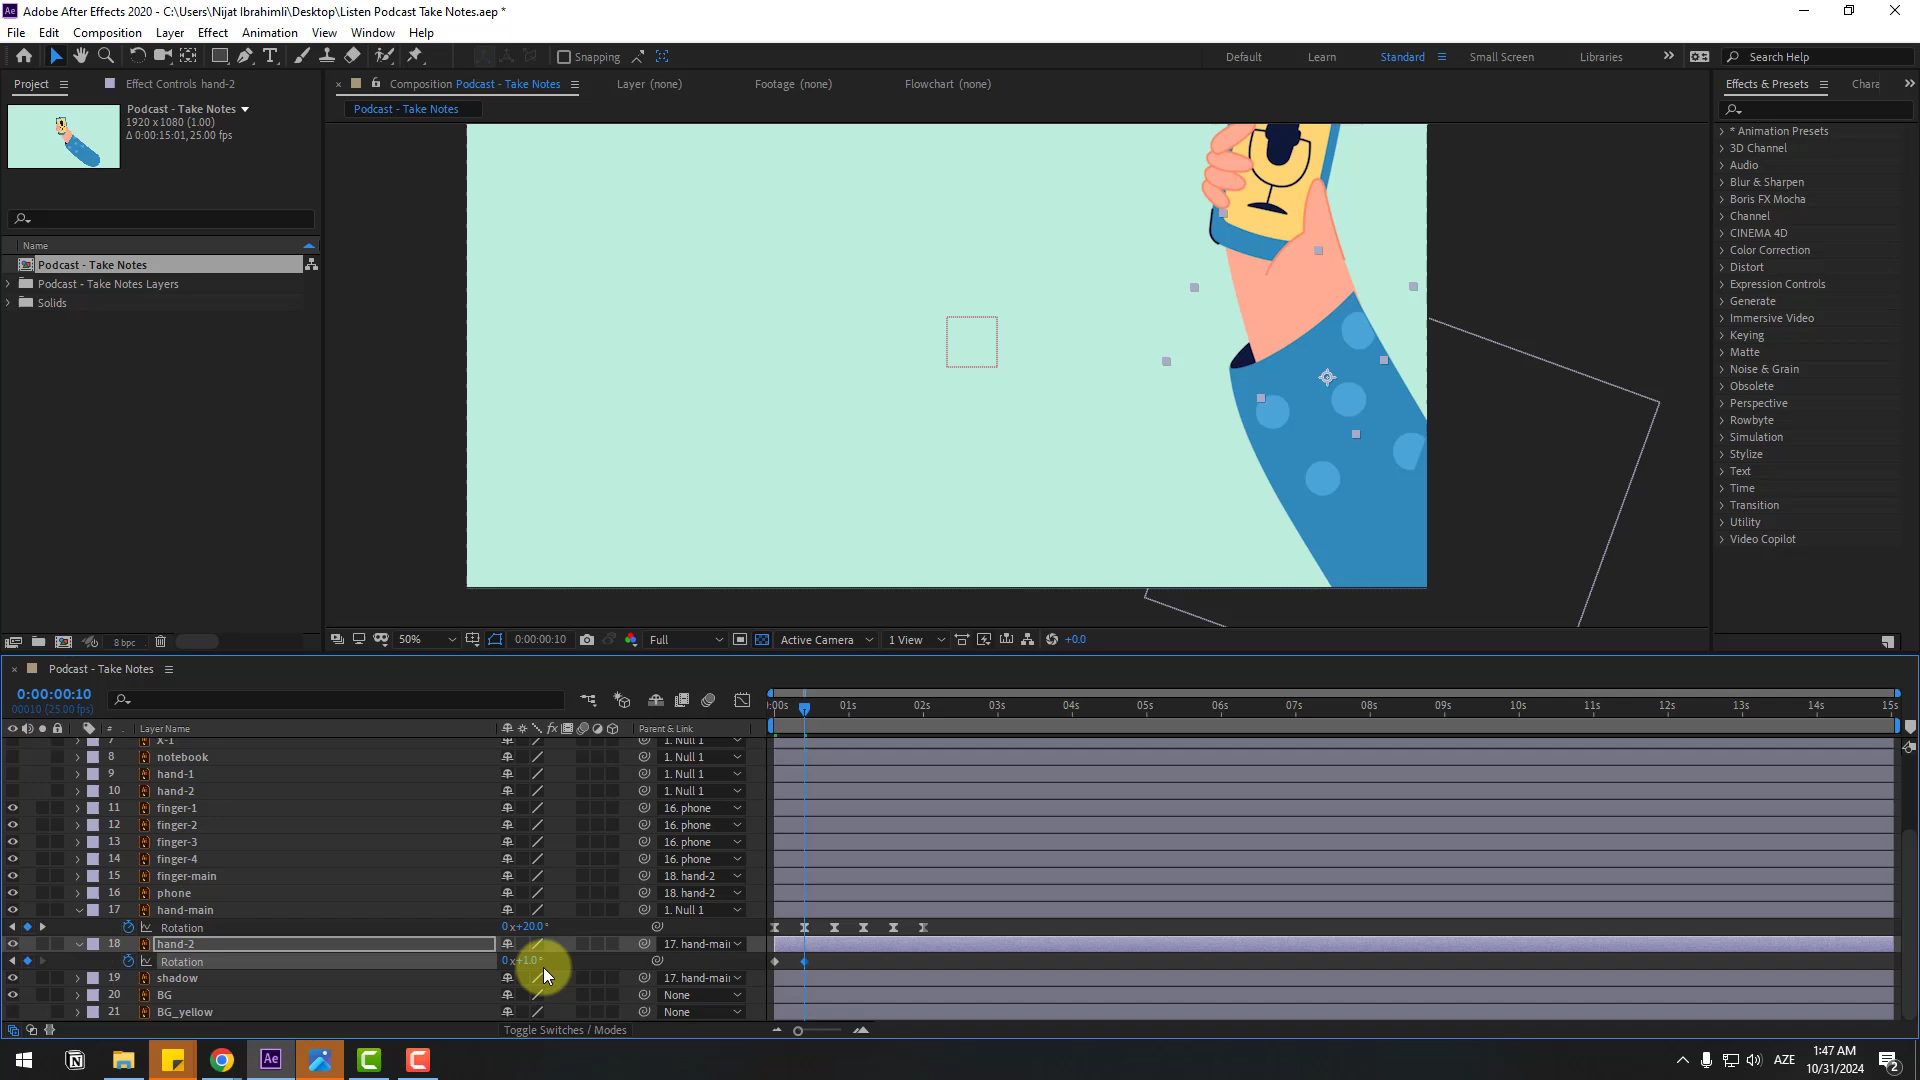 Adobe After Effects 2020 - C:\Users\Nijat Ibrahimli\Desktop\Listen Podcast Take Notes.aep *
File Edit Composition Layer Effect Animation View Window Help
Snapping
Default Learn Standard Small Screen Libraries Search Help
Project Effect Controls hand-2
Composition Podcast - Take Notes Layer (none) Footage (none) Flowchart (none)
Effects & Presets Chara
Podcast - Take Notes
1920 x 1080 (1.00)
Δ 0:00:15:01, 25.00 fps
Podcast - Take Notes
Name
Podcast - Take Notes
Podcast - Take Notes Layers
Solids
* Animation Presets
3D Channel
Audio
Blur & Sharpen
Boris FX Mocha
Channel
CINEMA 4D
Color Correction
Distort
Expression Controls
Generate
Immersive Video
Keying
Matte
Noise & Grain
Obsolete
Perspective
Rowbyte
Simulation
Stylize
Text
Time
Transition
Utility
Video Copilot
8 bpc
50% 0:00:00:10 Full Active Camera 1 View +0.0
Podcast - Take Notes
0:00:00:10
00010 (25.00 fps)
:00s 01s 02s 03s 04s 05s 06s 07s 08s 09s 10s 11s 12s 13s 14s 15s
# Layer Name Parent & Link
7 X-1 1. Null 1
8 notebook 1. Null 1
9 hand-1 1. Null 1
10 hand-2 1. Null 1
11 finger-1 16. phone
12 finger-2 16. phone
13 finger-3 16. phone
14 finger-4 16. phone
15 finger-main 18. hand-2
16 phone 18. hand-2
17 hand-main 1. Null 1
Rotation 0 x+20.0°
18 hand-2 17. hand-mai
Rotation 0 x+1.0°
19 shadow 17. hand-mai
20 BG None
21 BG_yellow None
Toggle Switches / Modes
AZE
1:47 AM
10/31/2024
2